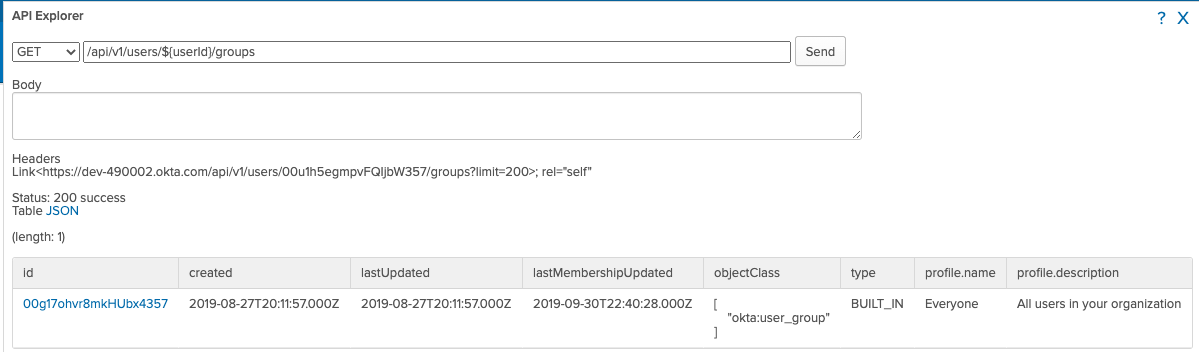 API Explorer
? X
GET /api/v1/users/${userId}/groups Send
Body
Headers
Link<https://dev-490002.okta.com/api/v1/users/00u1h5egmpvFQIjbW357/groups?limit=200>; rel="self"
Status: 200 success
Table JSON
(length: 1)
id created lastUpdated lastMembershipUpdated objectClass type profile.name profile.description
00g17ohvr8mkHUbx4357 2019-08-27T20:11:57.000Z 2019-08-27T20:11:57.000Z 2019-09-30T22:40:28.000Z [ BUILT_IN Everyone All users in your organization
"okta:user_group"
]